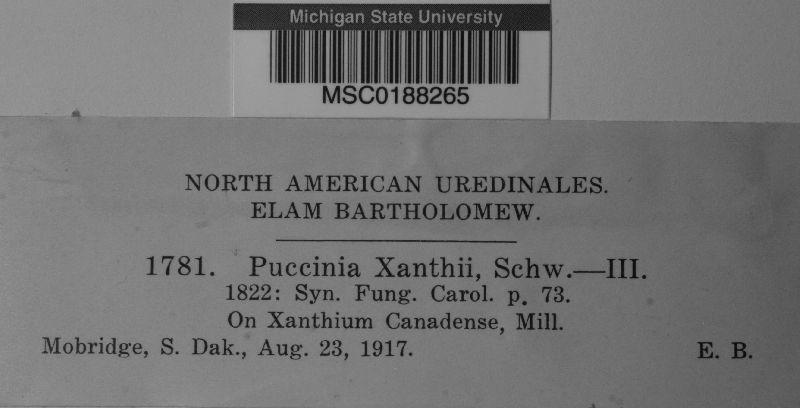 Michigan State University
MSC0188265
NORTH AMERICAN UREDINALES.
ELAM BARTHOLOMEW.
1781. Puccinia Xanthii, Schw.—III.
1822: Syn. Fung. Carol. p. 73.
On Xanthium Canadense, Mill.
Mobridge, S. Dak., Aug. 23, 1917. E. B.